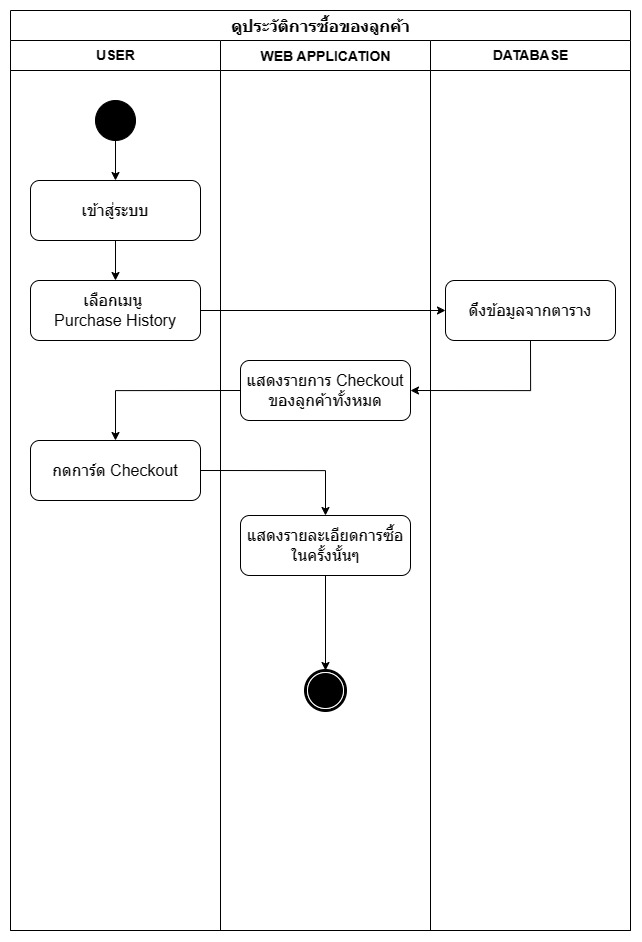 ดูประวัติการซื้อของลูกค้า
USER
WEB APPLICATION
DATABASE
เข้าสู่ระบบ
เลือกเมนู
Purchase History
ดึงข้อมูลจากตาราง
แสดงรายการ Checkout
ของลูกค้าทั้งหมด
กดการ์ด Checkout
แสดงรายละเอียดการซื้อ
ในครั้งนั้นๆ